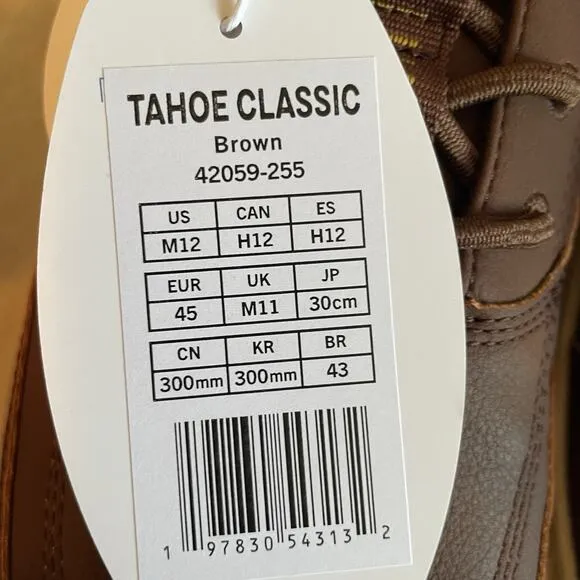 TAHOE CLASSIC
Brown
42059-255
US CAN ES
M12 H12 H12
EUR UK JP
45 M11 30cm
CN KR BR
300mm 300mm 43
1 97830 54313 2